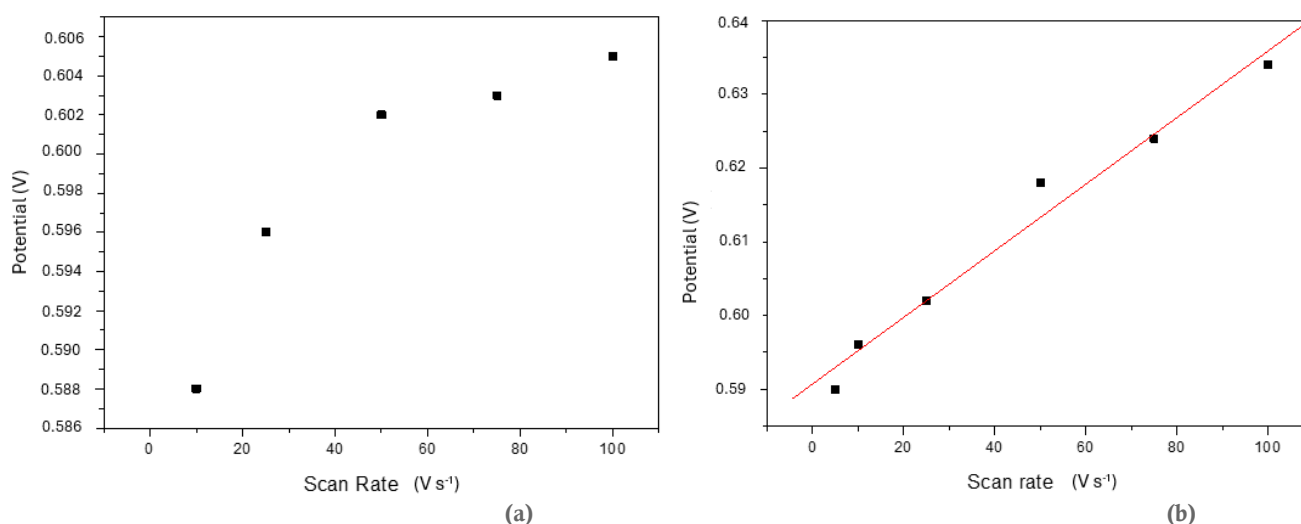 0.606
0.604
0.602
0.600
0.598
0.596
0.594
0.592
0.590
0.588
0.586
Potential (V)
0 20 40 60 80 100
Scan Rate (V s⁻¹)
(a)
0.64
0.63
0.62
0.61
0.60
0.59
Potential (V)
0 20 40 60 80 100
Scan rate (V s⁻¹)
(b)